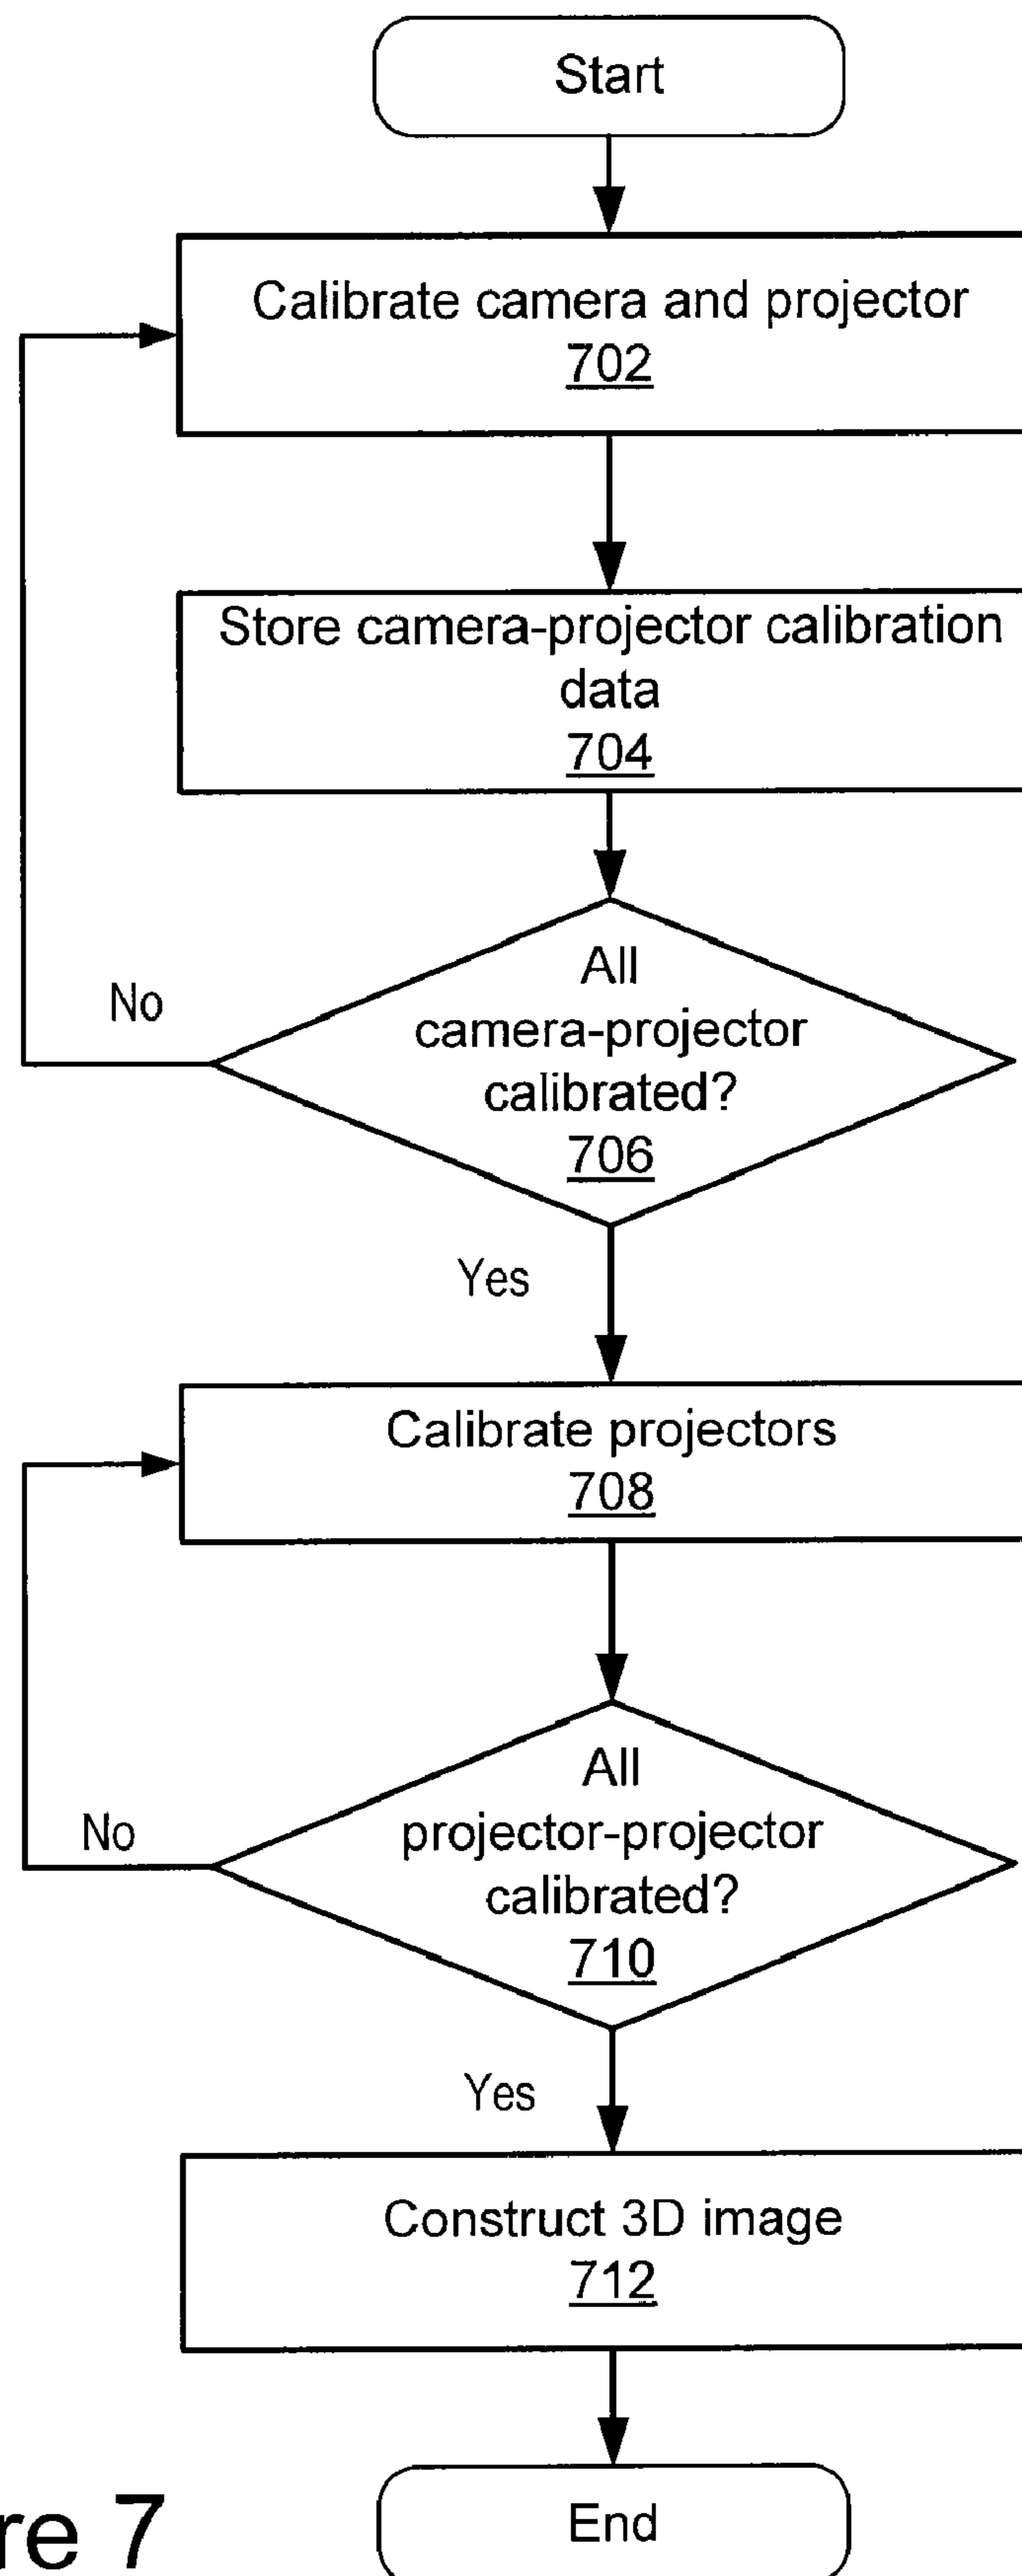 Start
Calibrate camera and projector
702
Store camera-projector calibration
data
704
All
camera-projector
calibrated?
706
No
Yes
Calibrate projectors
708
All
projector-projector
calibrated?
710
No
Yes
Construct 3D image
712
End
re 7